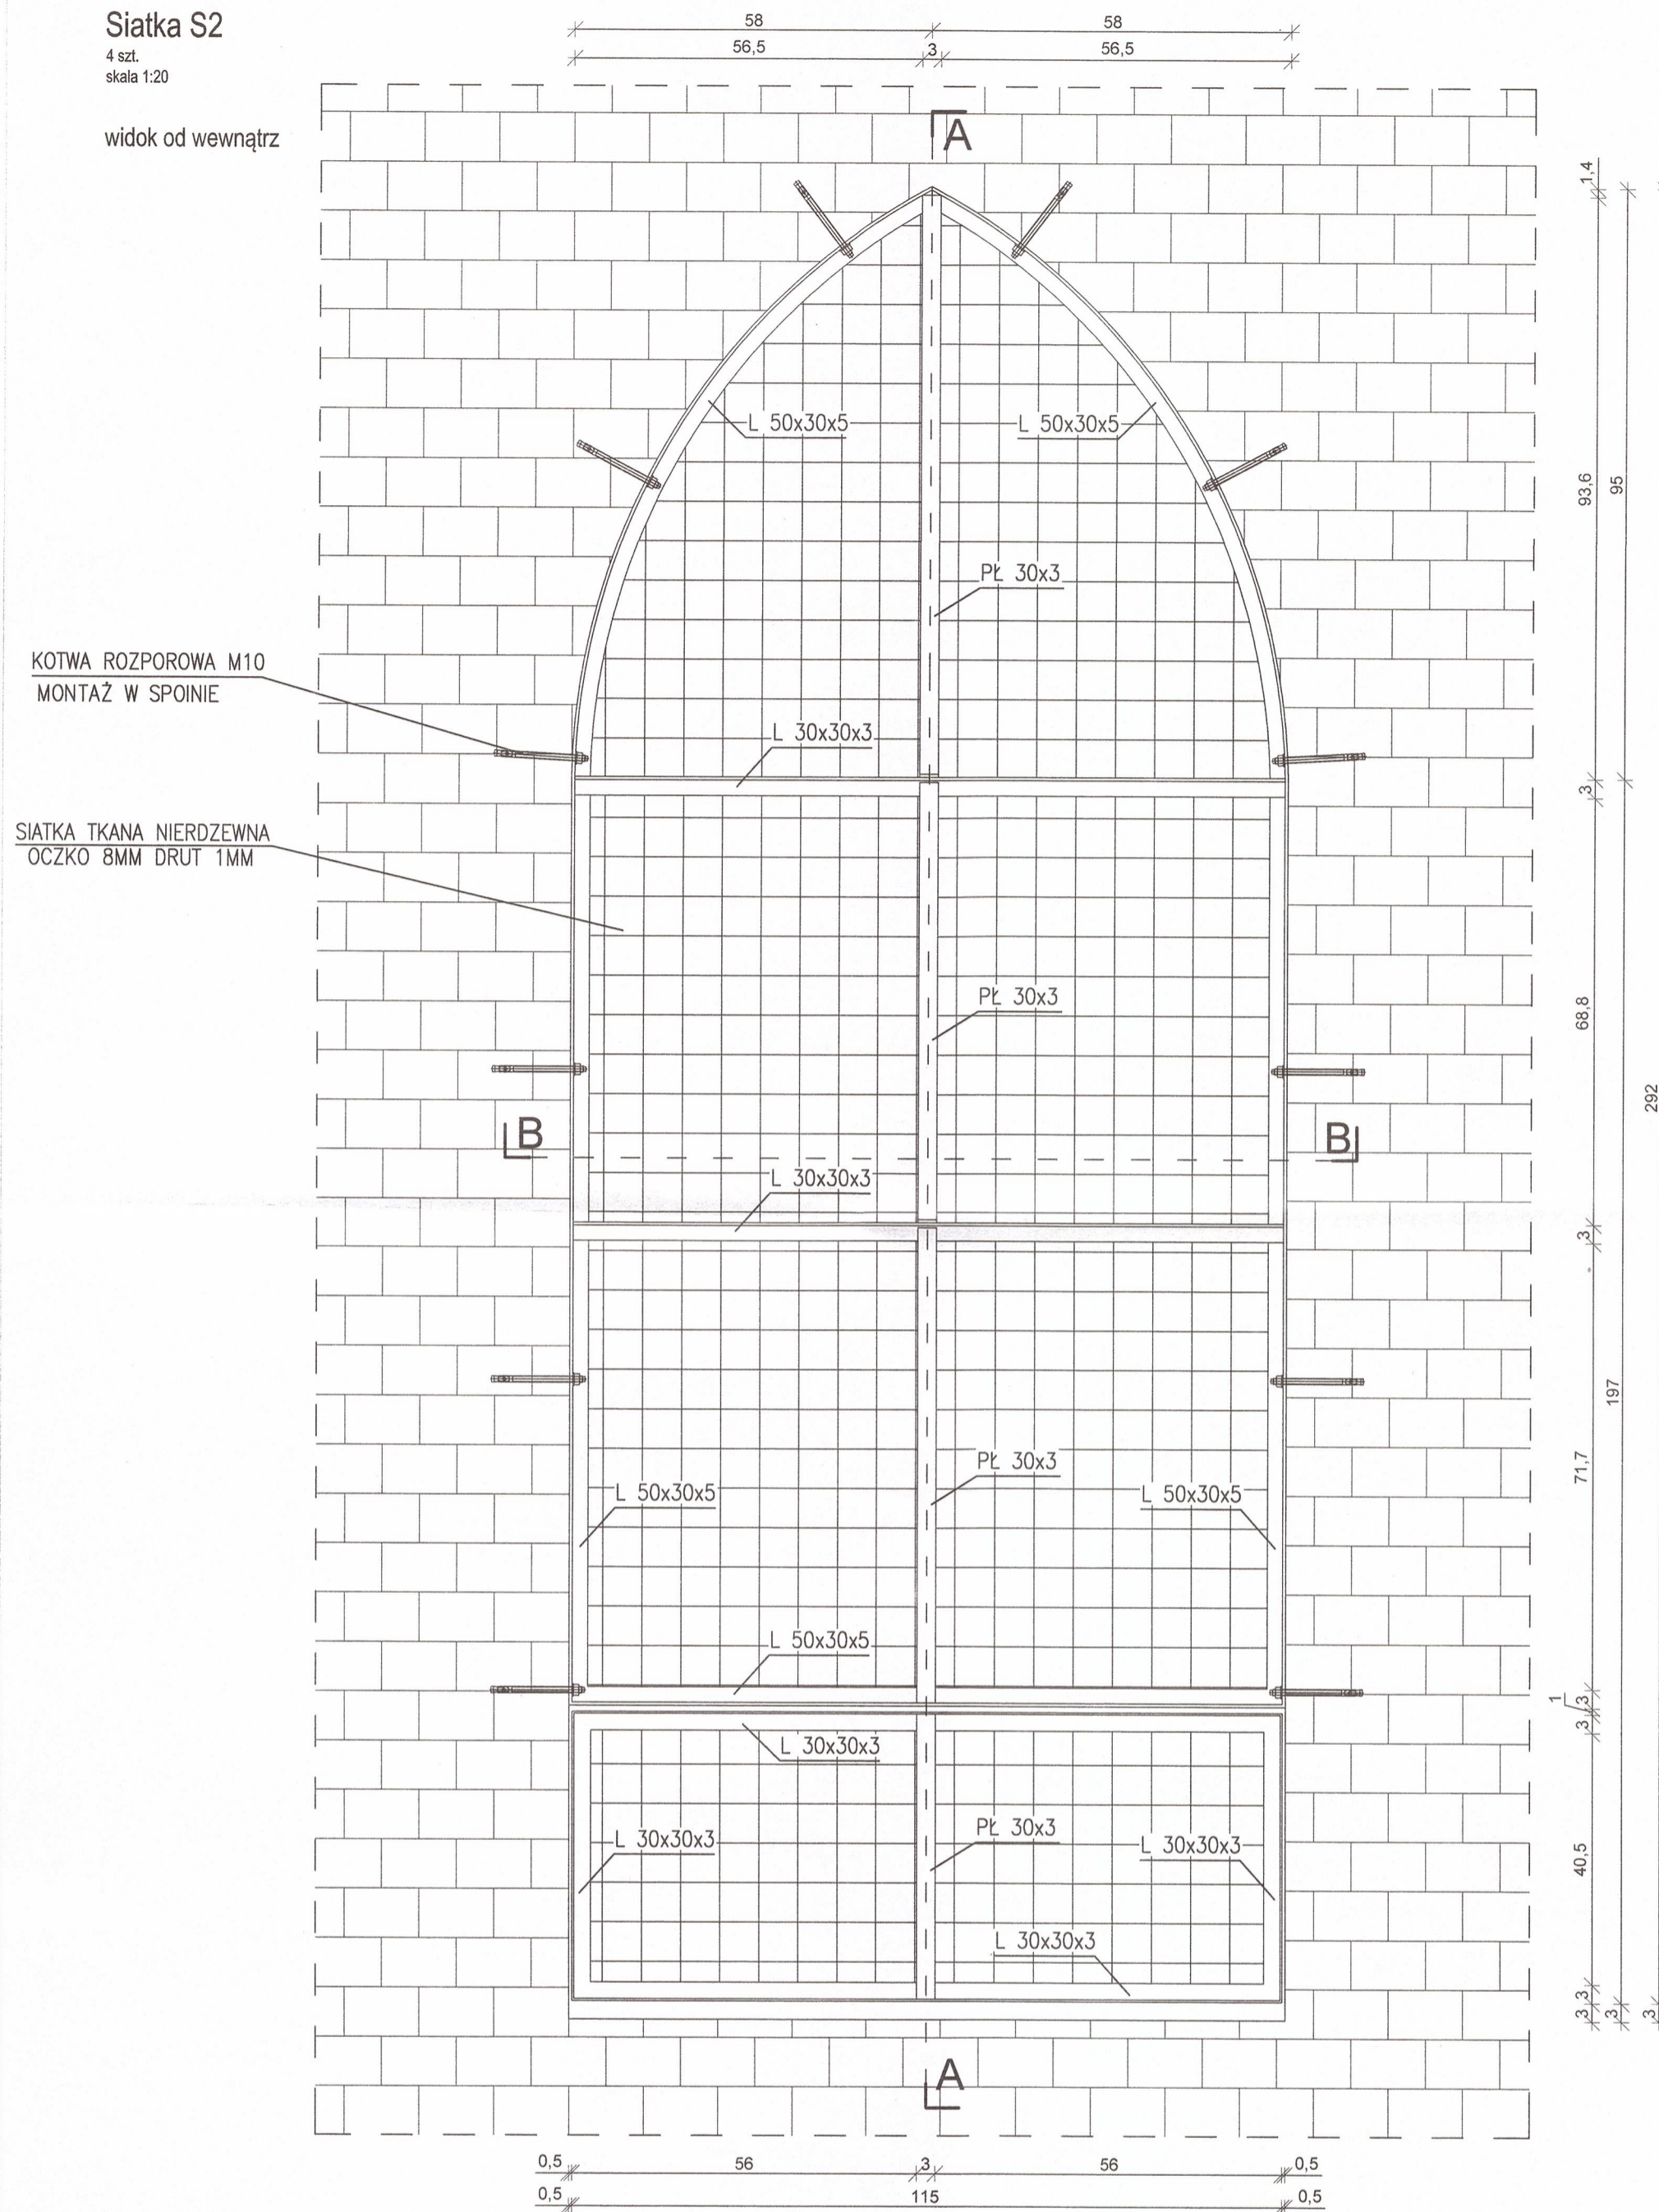 Siatka S2
4 szt.
skala 1:20
widok od wewnątrz
58 58
56,5 3 56,5
A
1,4
L 50x30x5 L 50x30x5
93,6
95
PŁ 30x3
KOTWA ROZPOROWA M10
MONTAŻ W SPOINIE
L 30x30x3
3
SIATKA TKANA NIERDZEWNA
OCZKO 8MM DRUT 1MM
PŁ 30x3
68,8
292
B B
L 30x30x3
3
197
71,7
PŁ 30x3
L 50x30x5 L 50x30x5
L 50x30x5
1
3
3
L 30x30x3
PŁ 30x3
L 30x30x3 L 30x30x3
40,5
L 30x30x3
3
3 3 3
A
0,5 56 3 56 0,5
0,5 115 0,5